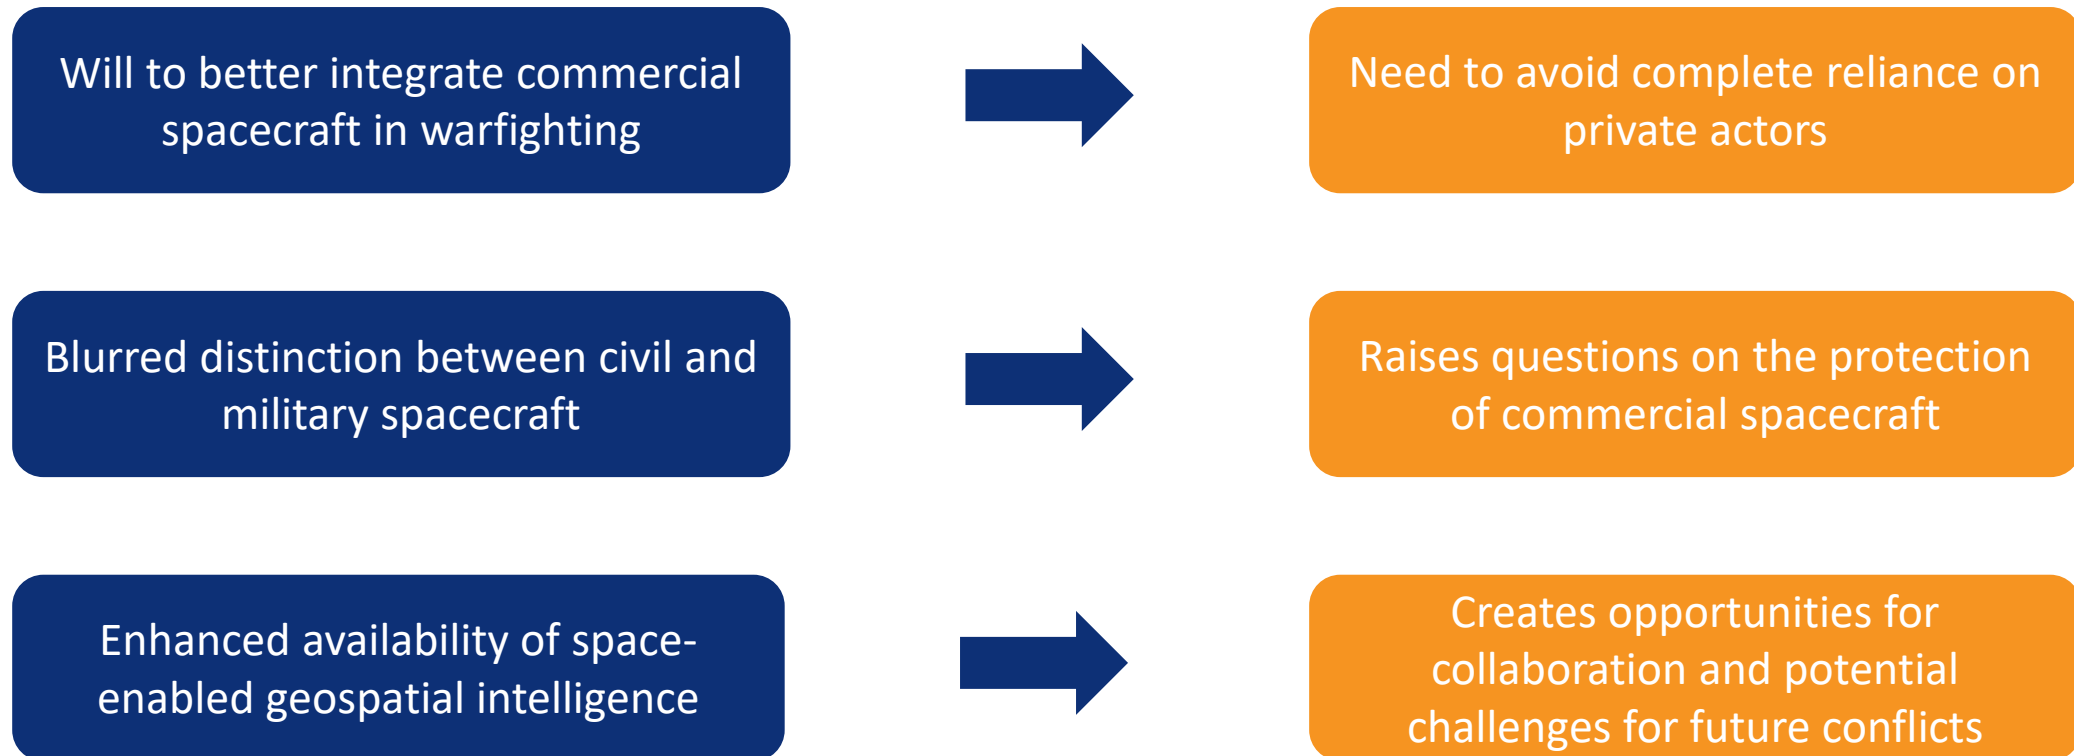 Will to better integrate commercial
spacecraft in warfighting
Need to avoid complete reliance on
private actors
Blurred distinction between civil and
military spacecraft
Raises questions on the protection
of commercial spacecraft
Enhanced availability of space-
enabled geospatial intelligence
Creates opportunities for
collaboration and potential
challenges for future conflicts